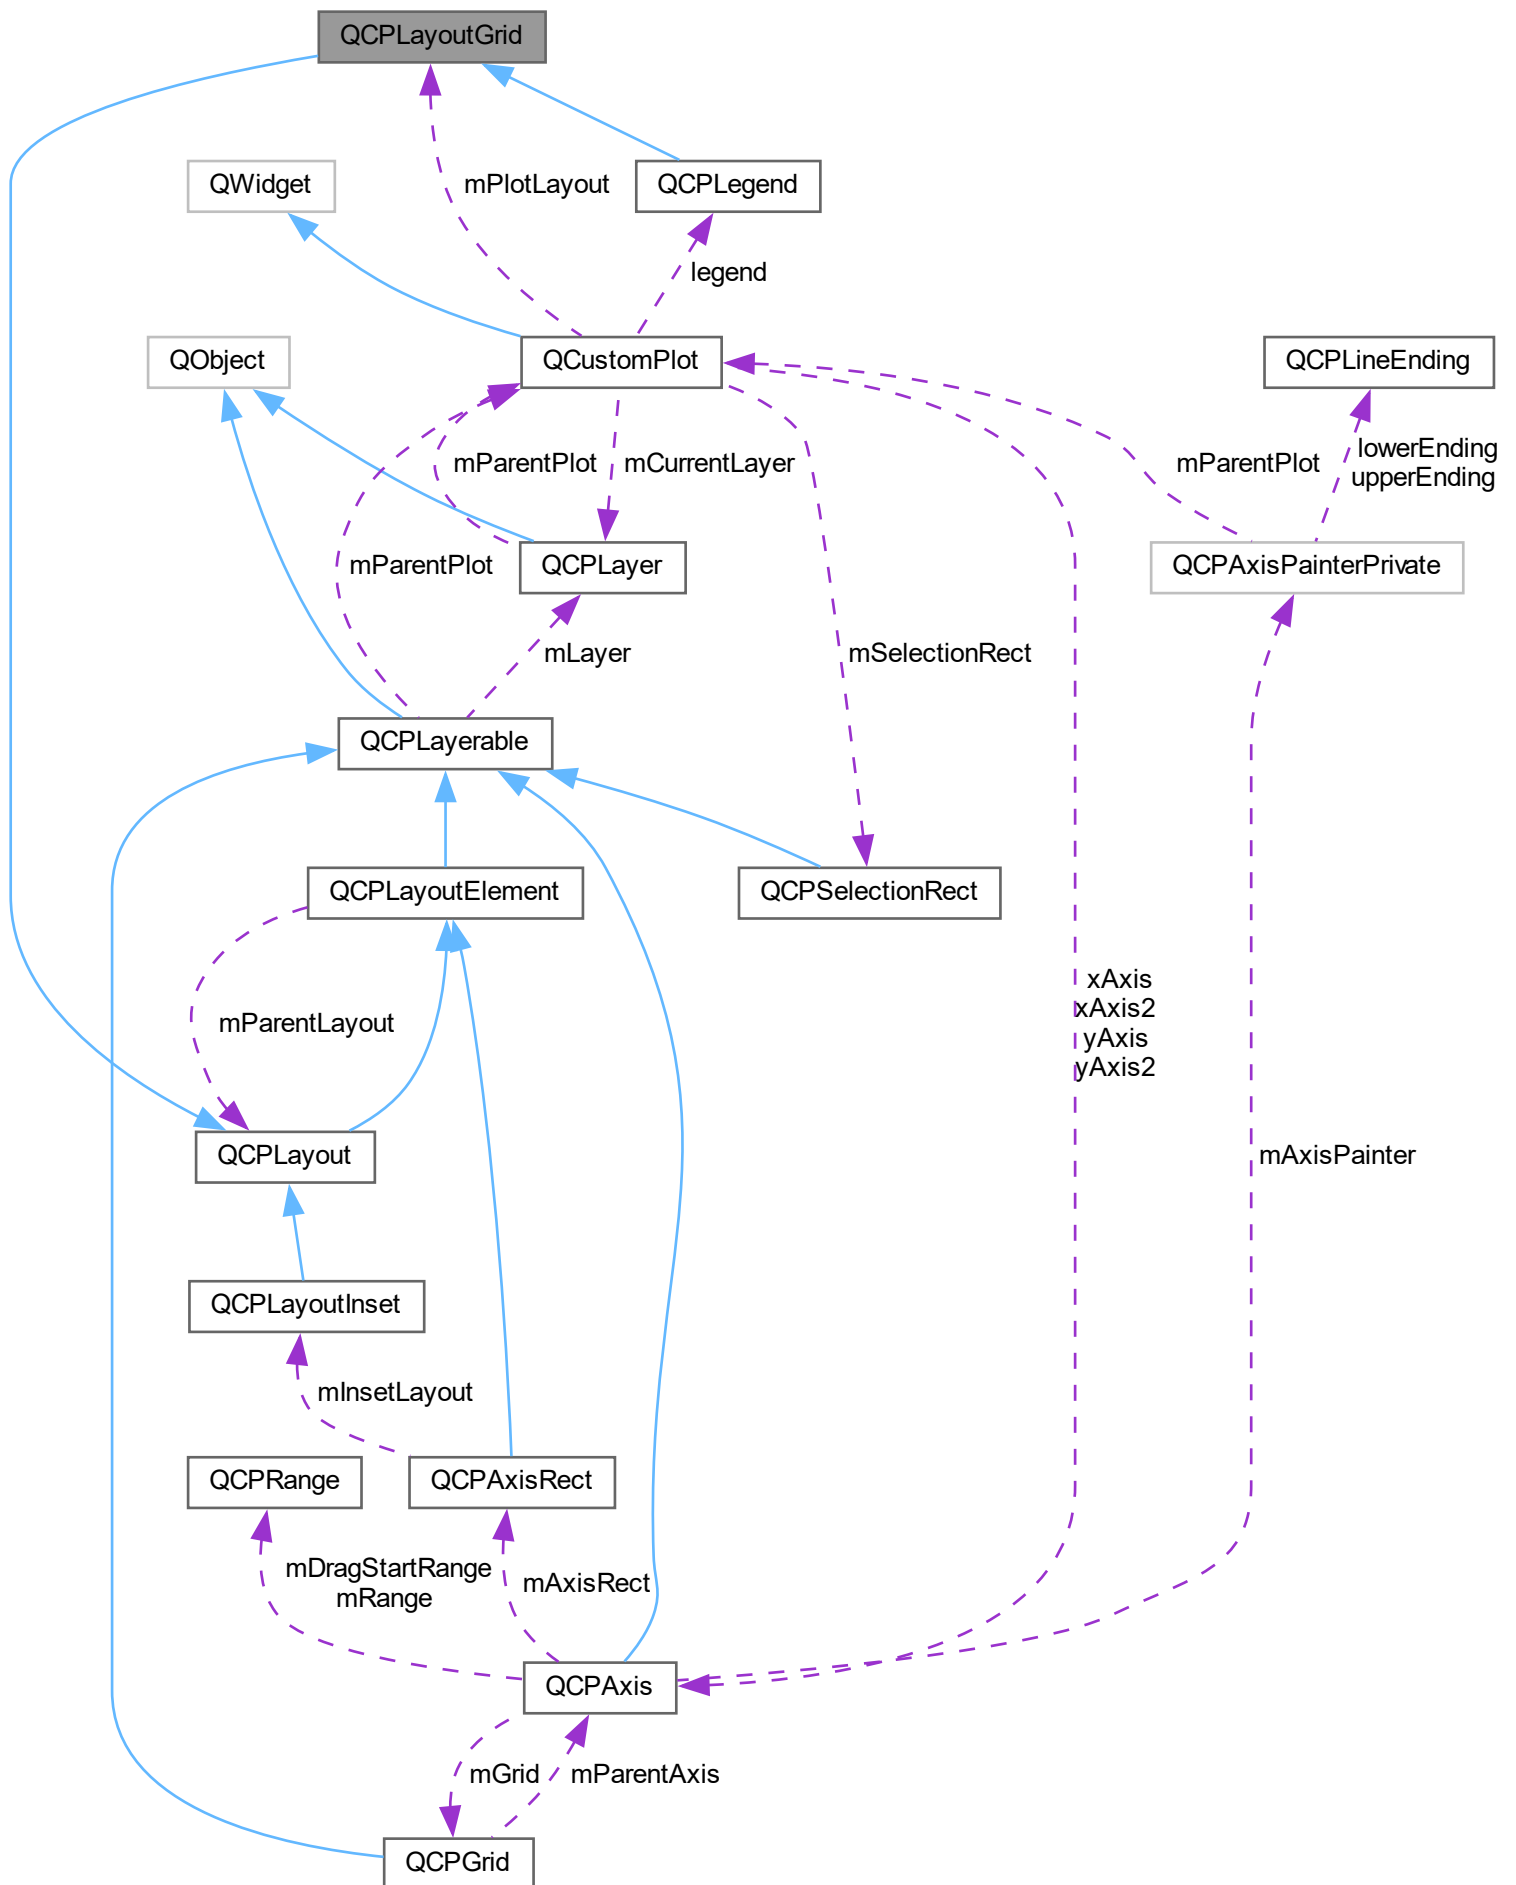 QCPLayoutGrid
QWidget
mPlotLayout
QCPLegend
legend
QObject
QCustomPlot
QCPLineEnding
mParentPlot
mCurrentLayer
mParentPlot
lowerEnding
upperEnding
mParentPlot
QCPLayer
QCPAxisPainterPrivate
mLayer
mSelectionRect
QCPLayerable
QCPLayoutElement
QCPSelectionRect
mParentLayout
xAxis
xAxis2
yAxis
yAxis2
QCPLayout
mAxisPainter
QCPLayoutInset
mInsetLayout
QCPRange
QCPAxisRect
mDragStartRange
mRange
mAxisRect
QCPAxis
mGrid
mParentAxis
QCPGrid